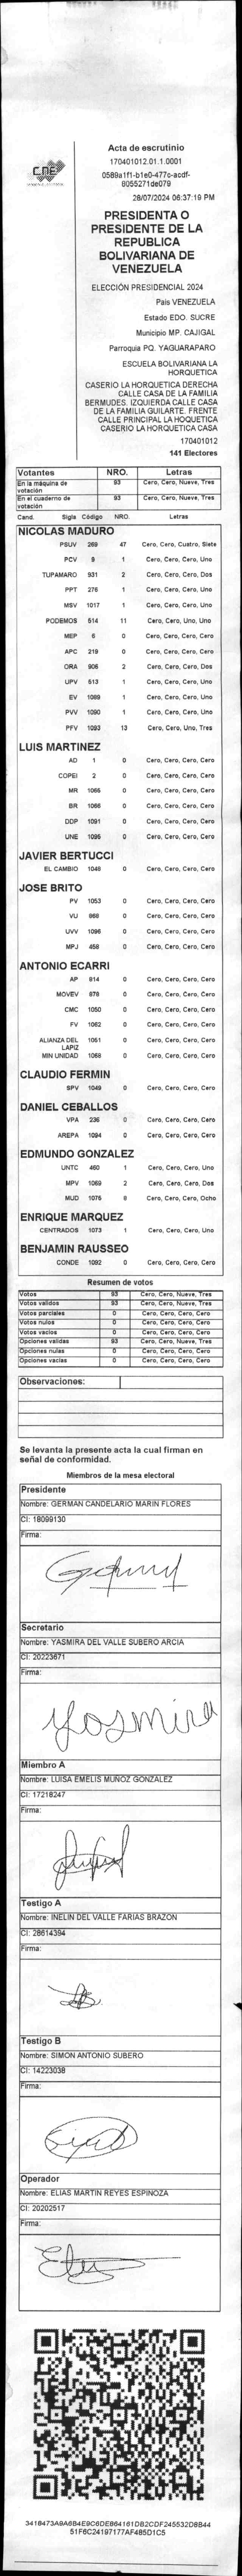 CNE
Acta de escrutinio
170401012.01.1.0001
0589a1f1-b1e0-477c-acdf-
8055271de079
28/07/2024 06:37:19 PM
PRESIDENTA O
PRESIDENTE DE LA
REPUBLICA
BOLIVARIANA DE
VENEZUELA
ELECCIÓN PRESIDENCIAL 2024
Pais VENEZUELA
Estado EDO. SUCRE
Municipio MP. CAJIGAL
Parroquia PQ. YAGUARAPARO
ESCUELA BOLIVARIANA LA
HORQUETICA
CASERIO LA HORQUETICA DERECHA
CALLE CASA DE LA FAMILIA
BERMUDES. IZQUIERDA CALLE CASA
DE LA FAMILIA GUILARTE. FRENTE
CALLE PRINCIPAL LA HOQUETICA
CASERIO LA HORQUETICA CASA
170401012
141 Electores
Votantes NRO. Letras
En la máquina de votación 93 Cero, Cero, Nueve, Tres
En el cuaderno de votación 93 Cero, Cero, Nueve, Tres
Cand. Sigla Código NRO. Letras
NICOLAS MADURO
PSUV 269 47 Cero, Cero, Cuatro, Siete
PCV 9 1 Cero, Cero, Cero, Uno
TUPAMARO 931 2 Cero, Cero, Cero, Dos
PPT 276 1 Cero, Cero, Cero, Uno
MSV 1017 1 Cero, Cero, Cero, Uno
PODEMOS 514 11 Cero, Cero, Uno, Uno
MEP 6 0 Cero, Cero, Cero, Cero
APC 219 0 Cero, Cero, Cero, Cero
ORA 906 2 Cero, Cero, Cero, Dos
UPV 513 1 Cero, Cero, Cero, Uno
EV 1089 1 Cero, Cero, Cero, Uno
PVV 1090 1 Cero, Cero, Cero, Uno
PFV 1093 13 Cero, Cero, Uno, Tres
LUIS MARTINEZ
AD 1 0 Cero, Cero, Cero, Cero
COPEI 2 0 Cero, Cero, Cero, Cero
MR 1065 0 Cero, Cero, Cero, Cero
BR 1066 0 Cero, Cero, Cero, Cero
DDP 1091 0 Cero, Cero, Cero, Cero
UNE 1095 0 Cero, Cero, Cero, Cero
JAVIER BERTUCCI
EL CAMBIO 1048 0 Cero, Cero, Cero, Cero
JOSE BRITO
PV 1053 0 Cero, Cero, Cero, Cero
VU 868 0 Cero, Cero, Cero, Cero
UVV 1096 0 Cero, Cero, Cero, Cero
MPJ 458 0 Cero, Cero, Cero, Cero
ANTONIO ECARRI
AP 814 0 Cero, Cero, Cero, Cero
MOVEV 878 0 Cero, Cero, Cero, Cero
CMC 1050 0 Cero, Cero, Cero, Cero
FV 1062 0 Cero, Cero, Cero, Cero
ALIANZA DEL LAPIZ 1061 0 Cero, Cero, Cero, Cero
MIN UNIDAD 1068 0 Cero, Cero, Cero, Cero
CLAUDIO FERMIN
SPV 1049 0 Cero, Cero, Cero, Cero
DANIEL CEBALLOS
VPA 236 0 Cero, Cero, Cero, Cero
AREPA 1094 0 Cero, Cero, Cero, Cero
EDMUNDO GONZALEZ
UNTC 460 1 Cero, Cero, Cero, Uno
MPV 1069 2 Cero, Cero, Cero, Dos
MUD 1075 8 Cero, Cero, Cero, Ocho
ENRIQUE MARQUEZ
CENTRADOS 1073 1 Cero, Cero, Cero, Uno
BENJAMIN RAUSSEO
CONDE 1092 0 Cero, Cero, Cero, Cero
Resumen de votos
Votos 93 Cero, Cero, Nueve, Tres
Votos validos 93 Cero, Cero, Nueve, Tres
Votos parciales 0 Cero, Cero, Cero, Cero
Votos nulos 0 Cero, Cero, Cero, Cero
Votos vacios 0 Cero, Cero, Cero, Cero
Opciones validas 93 Cero, Cero, Nueve, Tres
Opciones nulas 0 Cero, Cero, Cero, Cero
Opciones vacias 0 Cero, Cero, Cero, Cero
Observaciones:
Se levanta la presente acta la cual firman en
señal de conformidad.
Miembros de la mesa electoral
Presidente
Nombre: GERMAN CANDELARIO MARIN FLORES
CI: 18099130
Firma:
Secretario
Nombre: YASMIRA DEL VALLE SUBERO ARCIA
CI: 20223671
Firma:
Yosmira
Miembro A
Nombre: LUISA EMELIS MUÑOZ GONZALEZ
CI: 17218247
Firma:
Testigo A
Nombre: INELIN DEL VALLE FARIAS BRAZON
CI: 28614394
Firma:
Testigo B
Nombre: SIMON ANTONIO SUBERO
CI: 14223038
Firma:
Operador
Nombre: ELIAS MARTIN REYES ESPINOZA
CI: 20202517
Firma:
3418473A9A6B4E9C6DE864161DB2CDF245532D8B44
51F6C24197177AF485D1C5